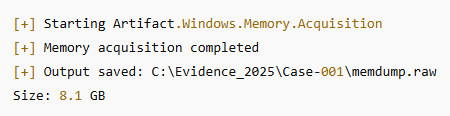 [+] Starting Artifact.Windows.Memory.Acquisition
[+] Memory acquisition completed
[+] Output saved: C:\Evidence_2025\Case-001\memdump.raw
Size: 8.1 GB